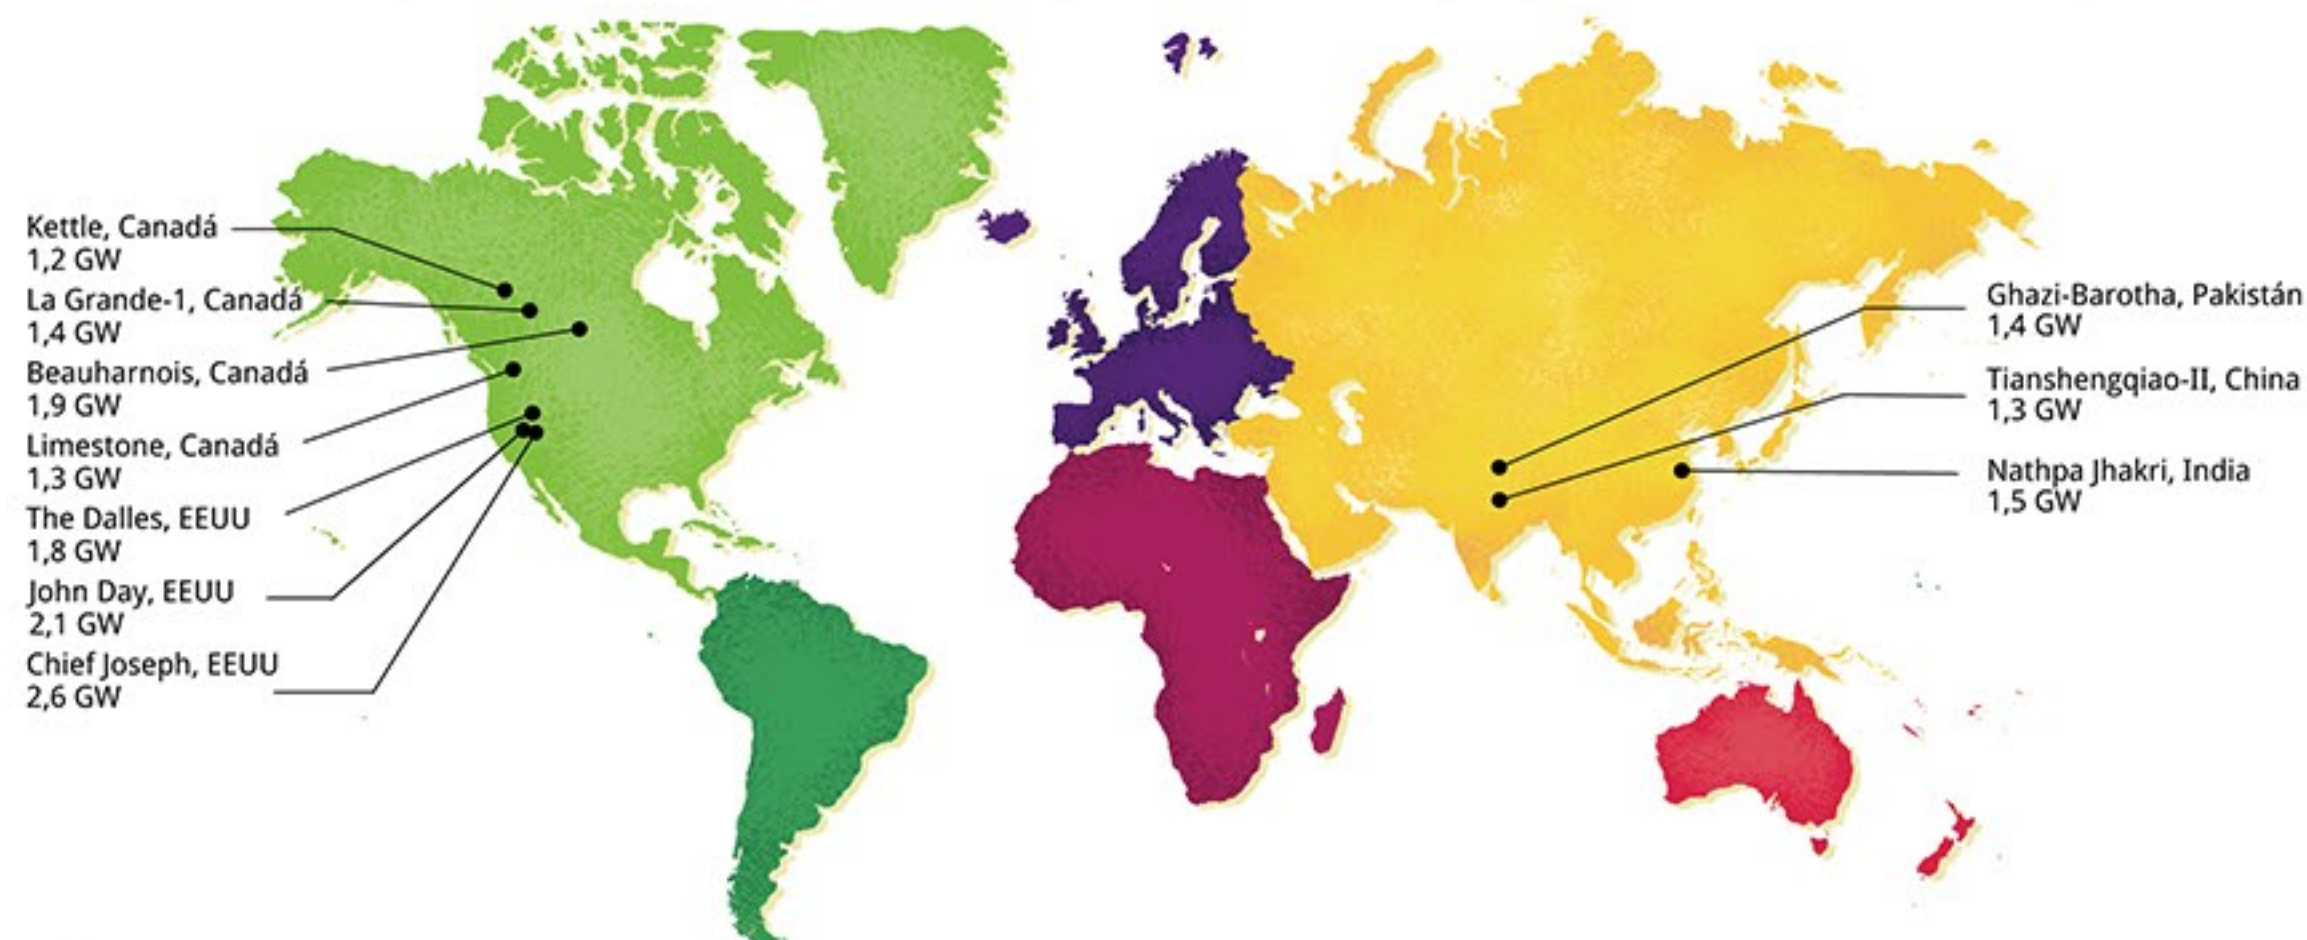 Kettle, Canadá
1,2 GW
La Grande-1, Canadá
1,4 GW
Beauharnois, Canadá
1,9 GW
Limestone, Canadá
1,3 GW
The Dalles, EEUU
1,8 GW
John Day, EEUU
2,1 GW
Chief Joseph, EEUU
2,6 GW
Ghazi-Barotha, Pakistán
1,4 GW
Tianshengqiao-II, China
1,3 GW
Nathpa Jhakri, India
1,5 GW